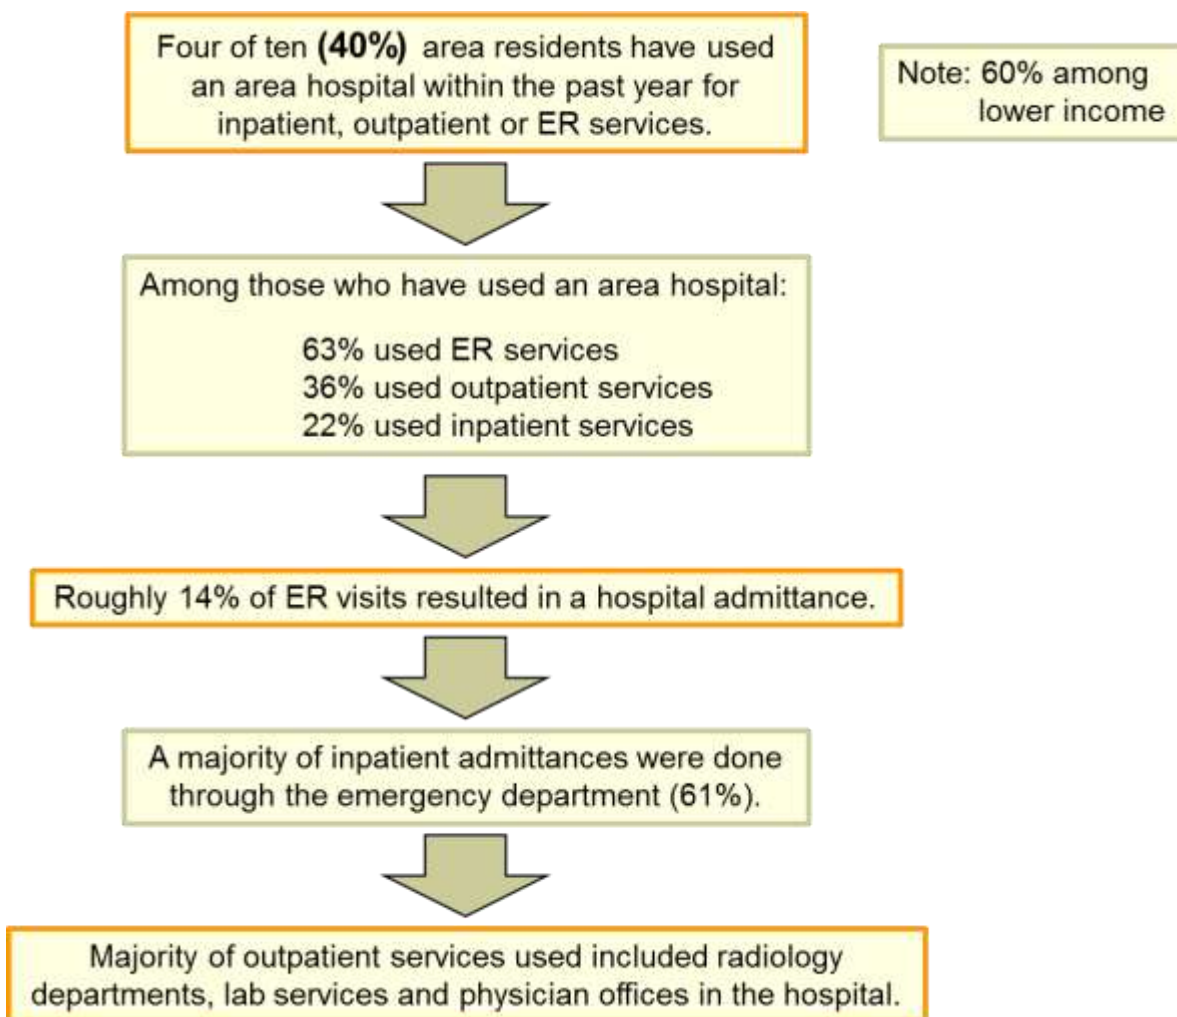 Four of ten (40%) area residents have used
an area hospital within the past year for
inpatient, outpatient or ER services.
Note: 60% among
lower income
Among those who have used an area hospital:
63% used ER services
36% used outpatient services
22% used inpatient services
Roughly 14% of ER visits resulted in a hospital admittance.
A majority of inpatient admittances were done
through the emergency department (61%).
Majority of outpatient services used included radiology
departments, lab services and physician offices in the hospital.